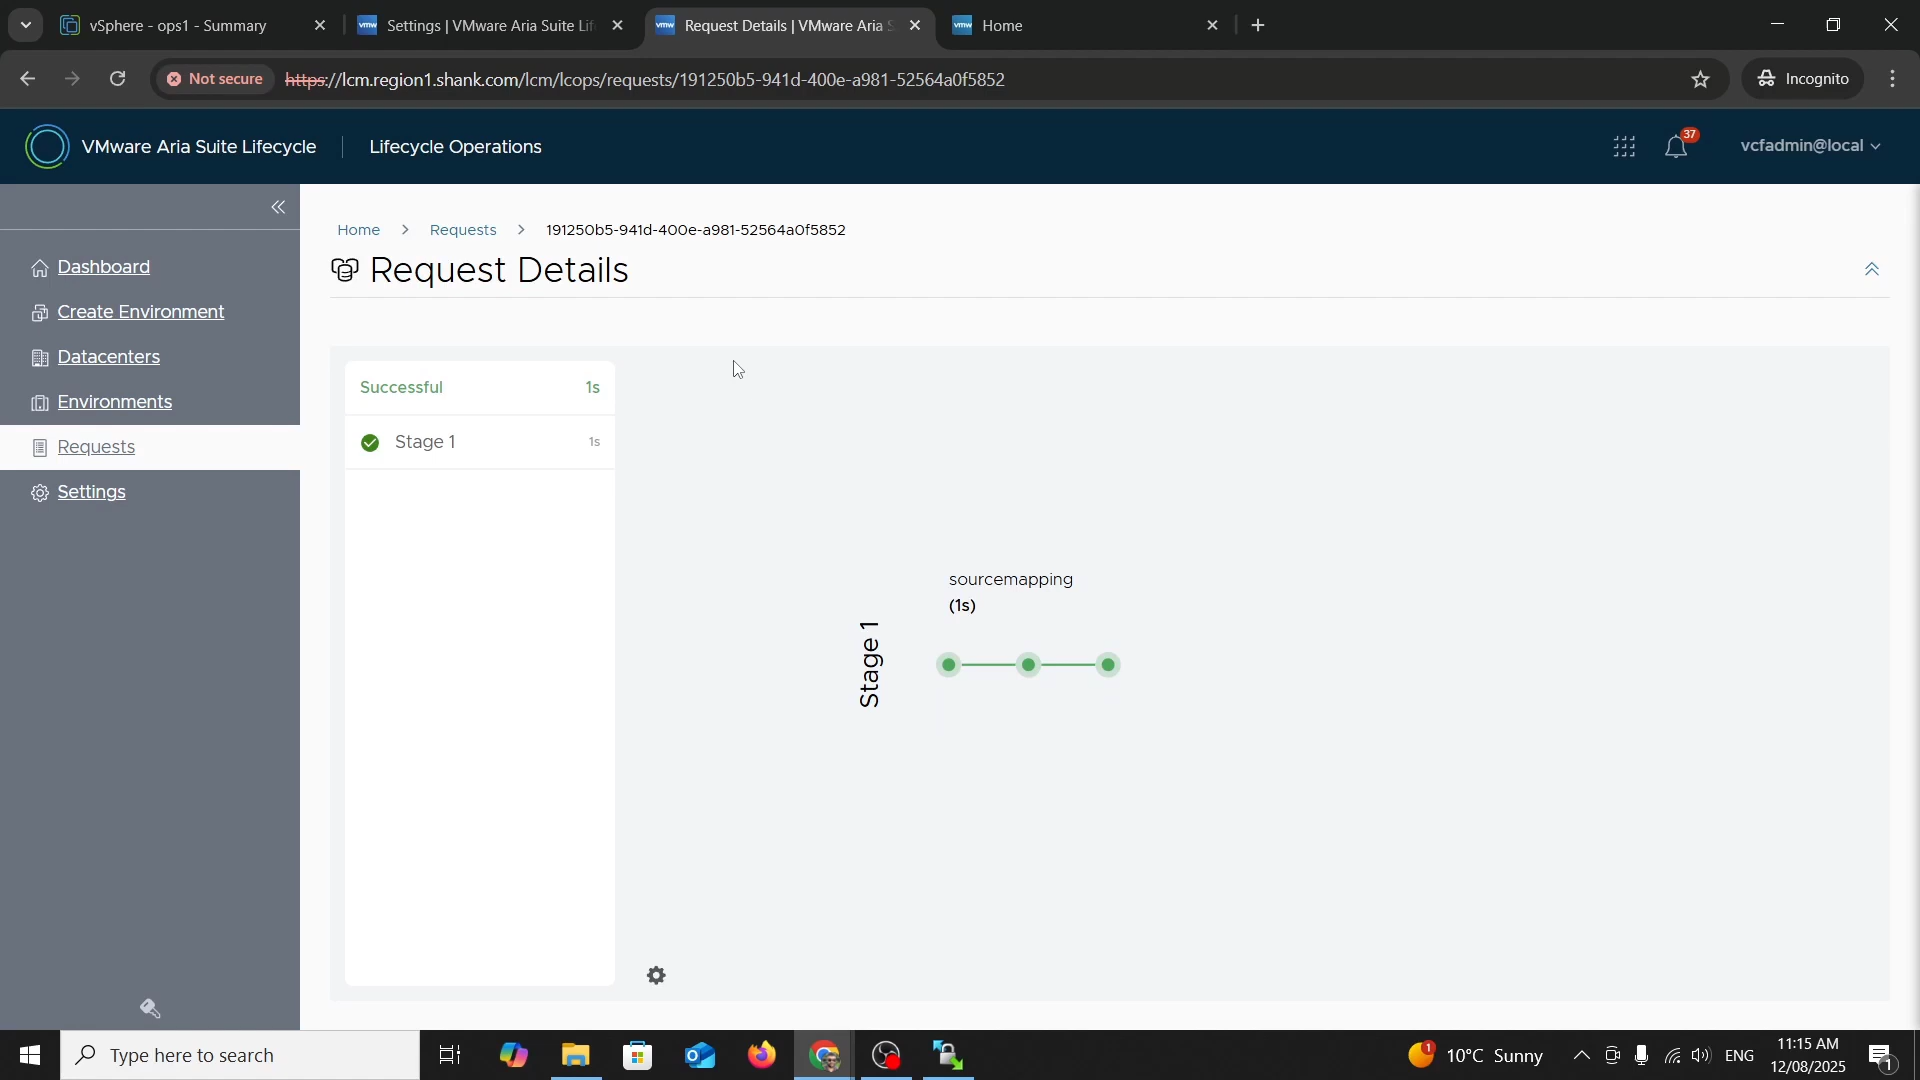 vSphere - ops1 - Summary
Settings | VMware Aria Suite Lif
Request Details | VMware Aria S
Home
Not secure
https://lcm.region1.shank.com/lcm/lcops/requests/191250b5-941d-400e-a981-52564a0f5852
Incognito
VMware Aria Suite Lifecycle
Lifecycle Operations
37
vcfadmin@local
Dashboard
Create Environment
Datacenters
Environments
Requests
Settings
Home > Requests > 191250b5-941d-400e-a981-52564a0f5852
Request Details
Successful 1s
Stage 1 1s
sourcemapping
(1s)
Stage 1
Type here to search
1
10°C Sunny
ENG
11:15 AM
12/08/2025
1